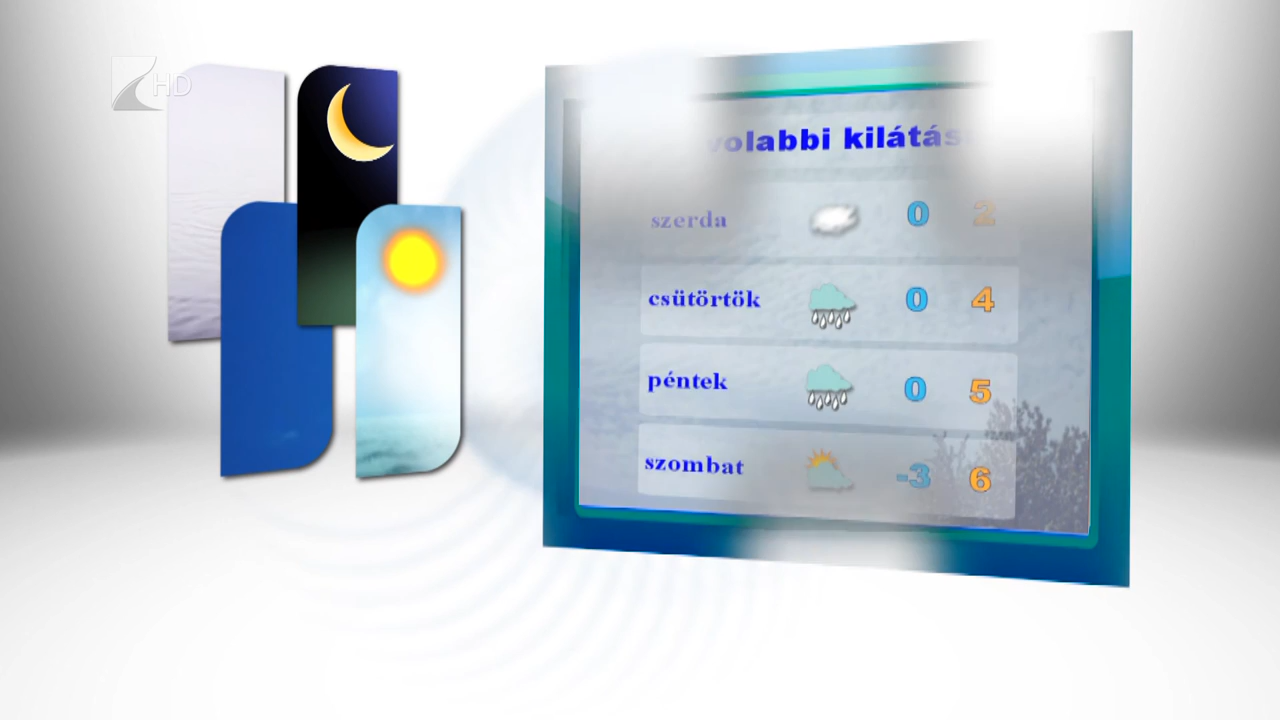 HD
volabbi kilátás
szerda 0 2
csütörtök 0 4
péntek 0 5
szombat -3 6